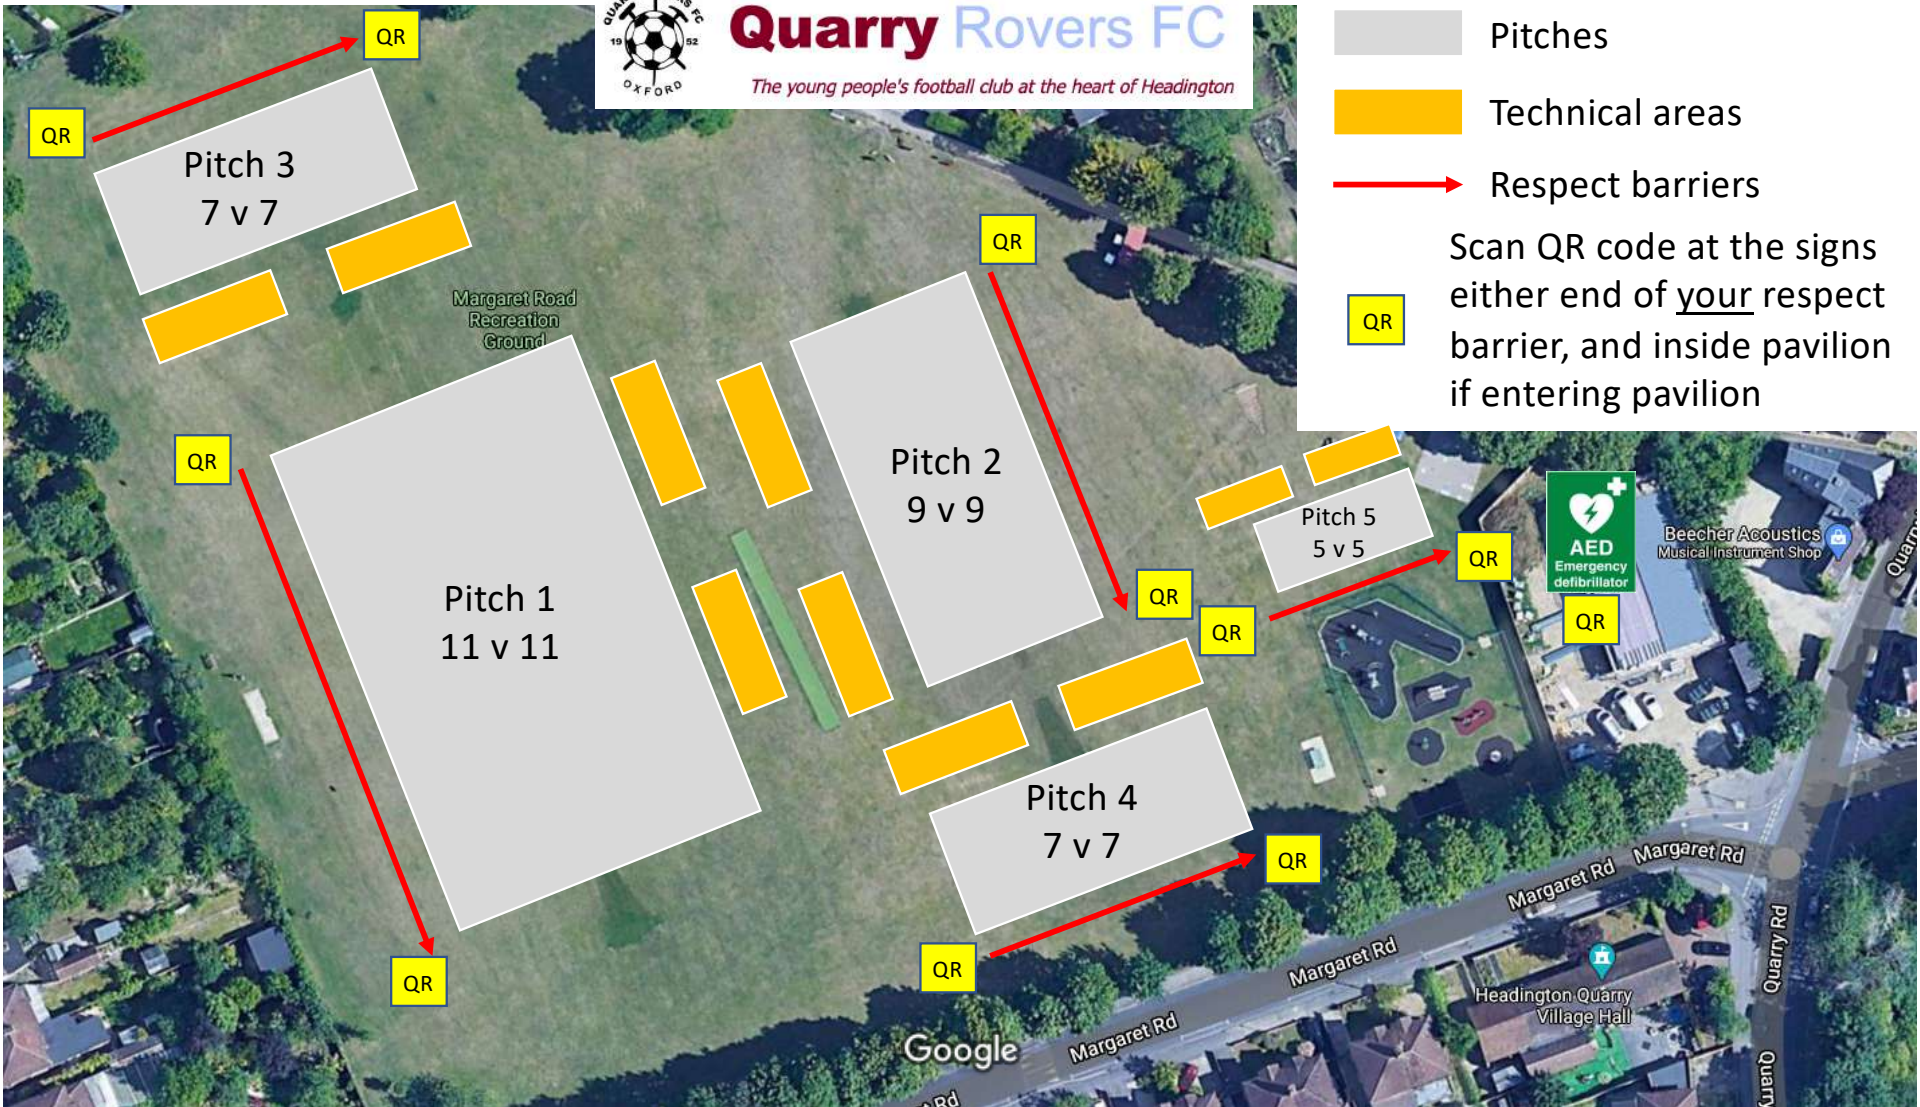 QR
QUARRY ROVERS FC
19 52
OXFORD
Quarry Rovers FC
The young people's football club at the heart of Headington
Pitches
Technical areas
Respect barriers
QR
Scan QR code at the signs
either end of your respect
barrier, and inside pavilion
if entering pavilion
QR
Pitch 3
7 v 7
QR
Margaret Road
Recreation
Ground
QR
Pitch 2
9 v 9
Pitch 5
5 v 5
QR
AED
Emergency
defibrillator
QR
Beecher Acoustics
Musical Instrument Shop
Pitch 1
11 v 11
QR
QR
Pitch 4
7 v 7
QR
QR
QR
Margaret Rd
Margaret Rd
Margaret Rd
Margaret Rd
Quarry Rd
Headington Quarry
Village Hall
Google
Rd
Quarry